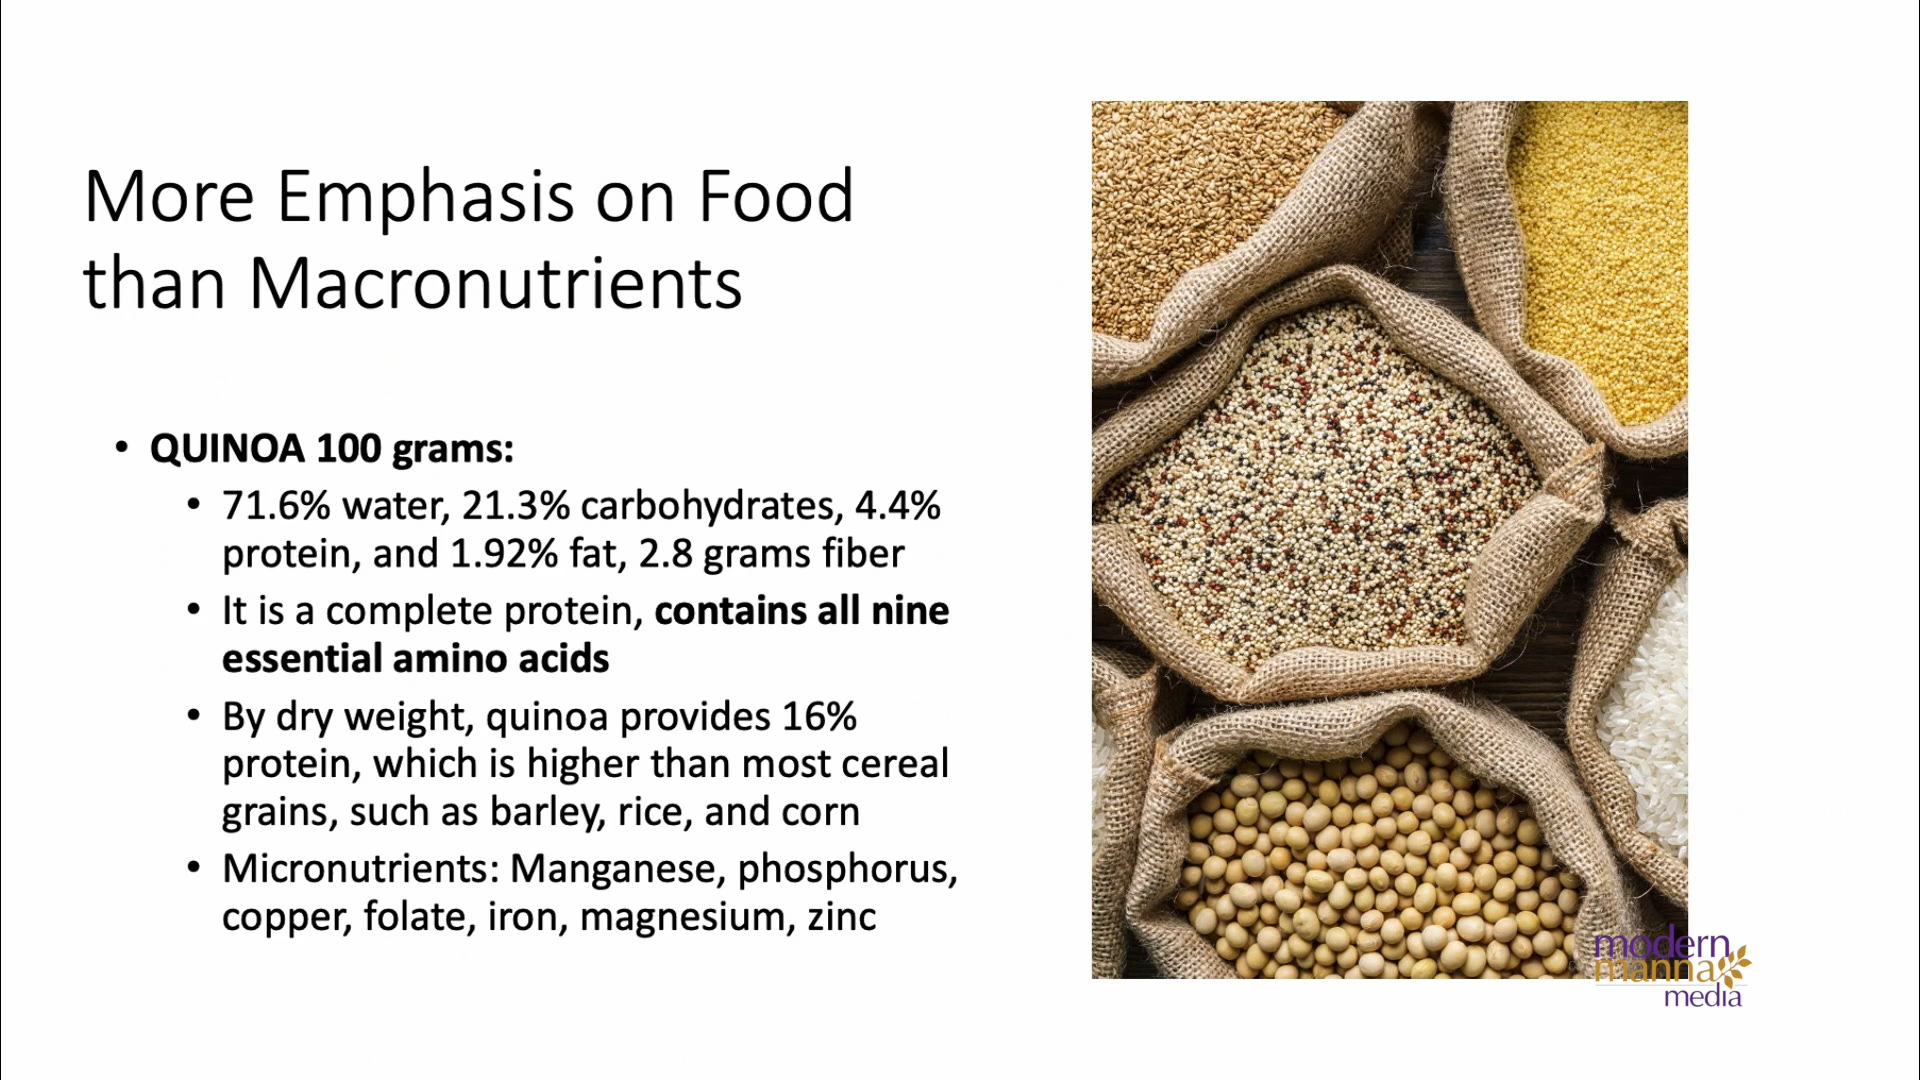 More Emphasis on Food
than Macronutrients
• QUINOA 100 grams:
• 71.6% water, 21.3% carbohydrates, 4.4%
protein, and 1.92% fat, 2.8 grams fiber
• It is a complete protein, contains all nine
essential amino acids
• By dry weight, quinoa provides 16%
protein, which is higher than most cereal
grains, such as barley, rice, and corn
• Micronutrients: Manganese, phosphorus,
copper, folate, iron, magnesium, zinc
modern
manna
media